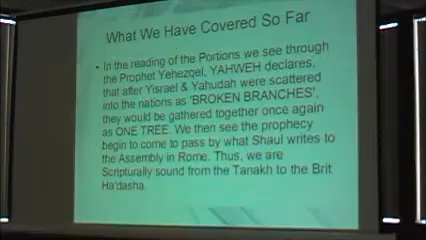 What We Have Covered So Far
• In the reading of the Portions we see through
the Prophet Yehezqel, YAHWEH declares,
that after Yisrael & Yahudah were scattered
into the nations as 'BROKEN BRANCHES',
they would be gathered together once again
as ONE TREE. We then see the prophecy
begin to come to pass by what Shaul writes to
the Assembly in Rome. Thus, we are
Scripturally sound from the Tanakh to the Brit
Ha'dasha.